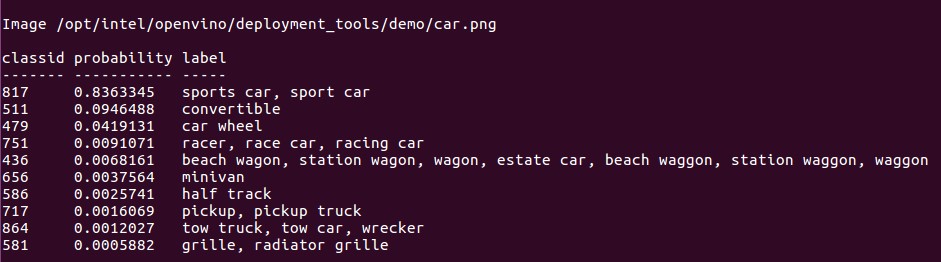 Image /opt/intel/openvino/deployment_tools/demo/car.png
classid probability label
------- ----------- -----
817 0.8363345 sports car, sport car
511 0.0946488 convertible
479 0.0419131 car wheel
751 0.0091071 racer, race car, racing car
436 0.0068161 beach wagon, station wagon, wagon, estate car, beach waggon, station waggon, waggon
656 0.0037564 minivan
586 0.0025741 half track
717 0.0016069 pickup, pickup truck
864 0.0012027 tow truck, tow car, wrecker
581 0.0005882 grille, radiator grille